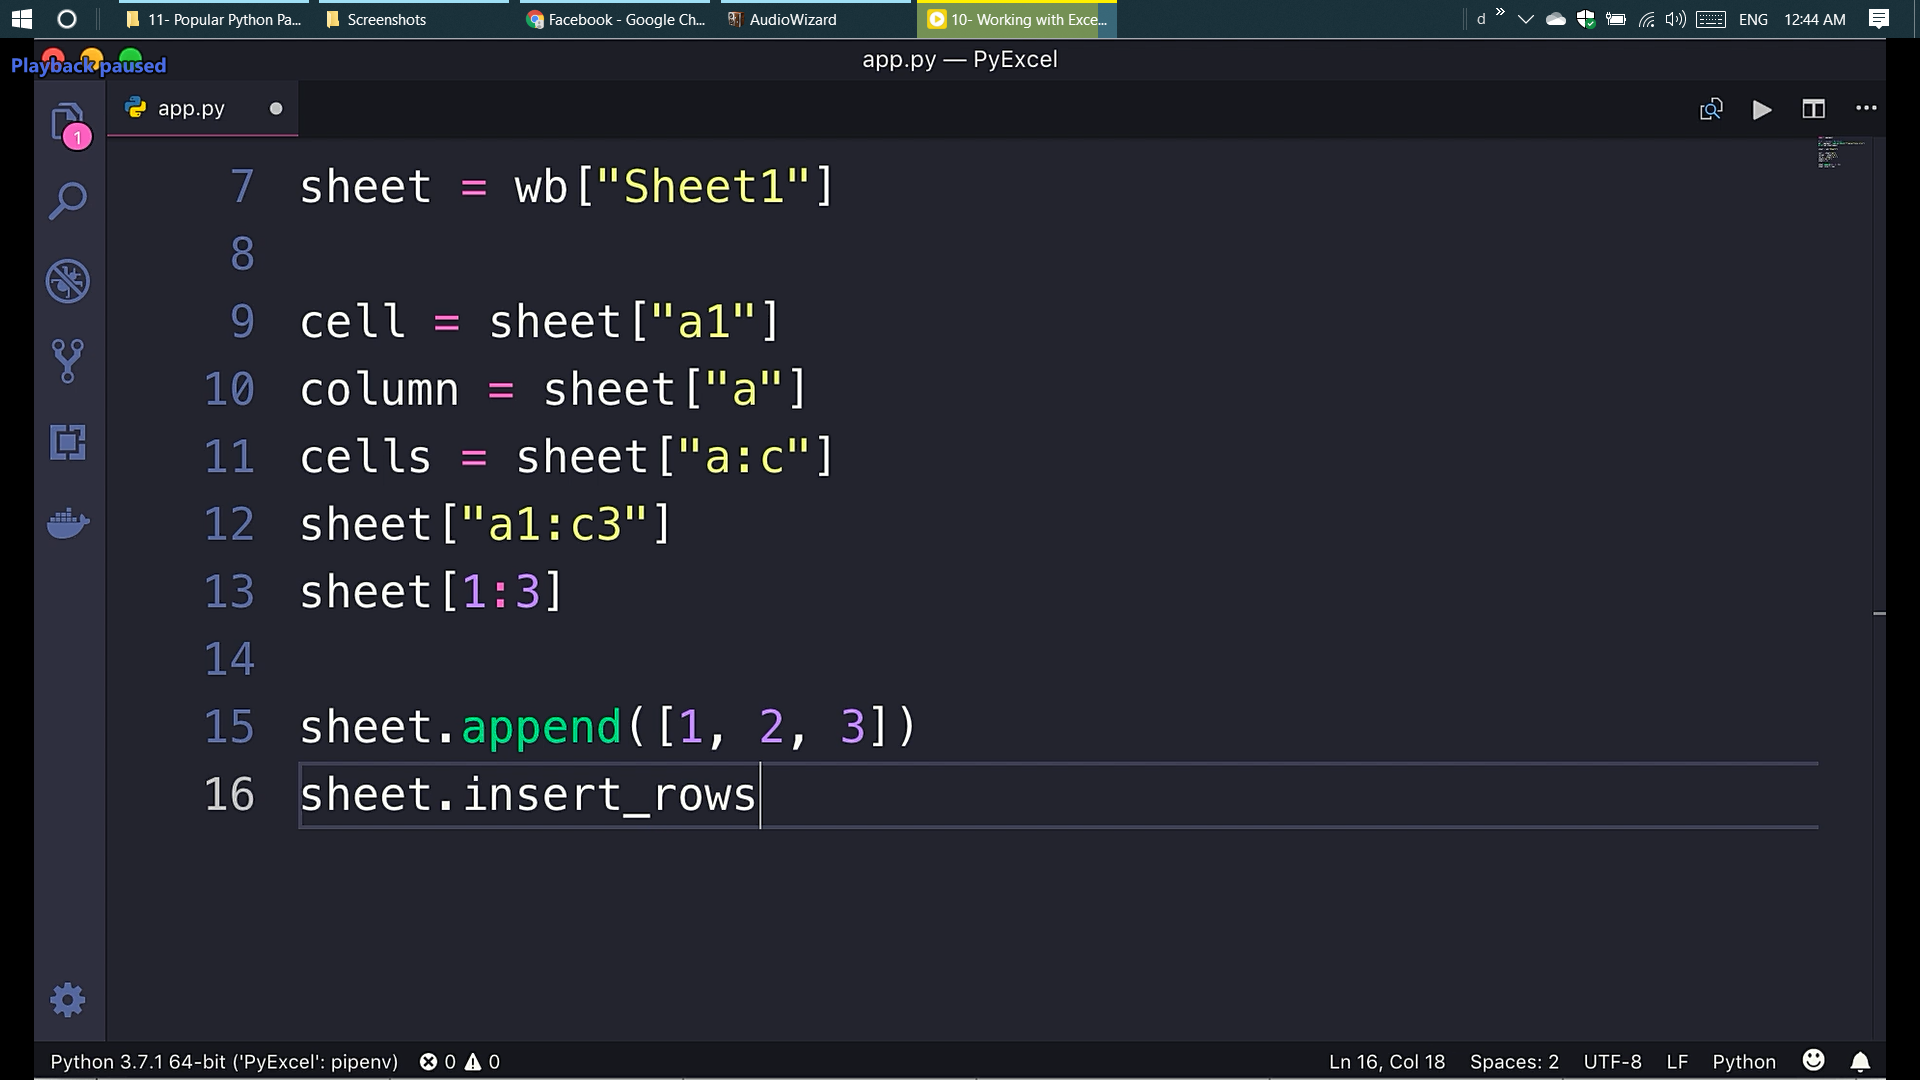 11- Popular Python Pa...
Screenshots
Facebook - Google Ch...
AudioWizard
10- Working with Exce...
d
ENG
12:44 AM
Playback paused
app.py — PyExcel
app.py
1
7 sheet = wb["Sheet1"]
8
9 cell = sheet["a1"]
10 column = sheet["a"]
11 cells = sheet["a:c"]
12 sheet["a1:c3"]
13 sheet[1:3]
14
15 sheet.append([1, 2, 3])
16 sheet.insert_rows
Python 3.7.1 64-bit ('PyExcel': pipenv)
0
0
Ln 16, Col 18
Spaces: 2
UTF-8
LF
Python